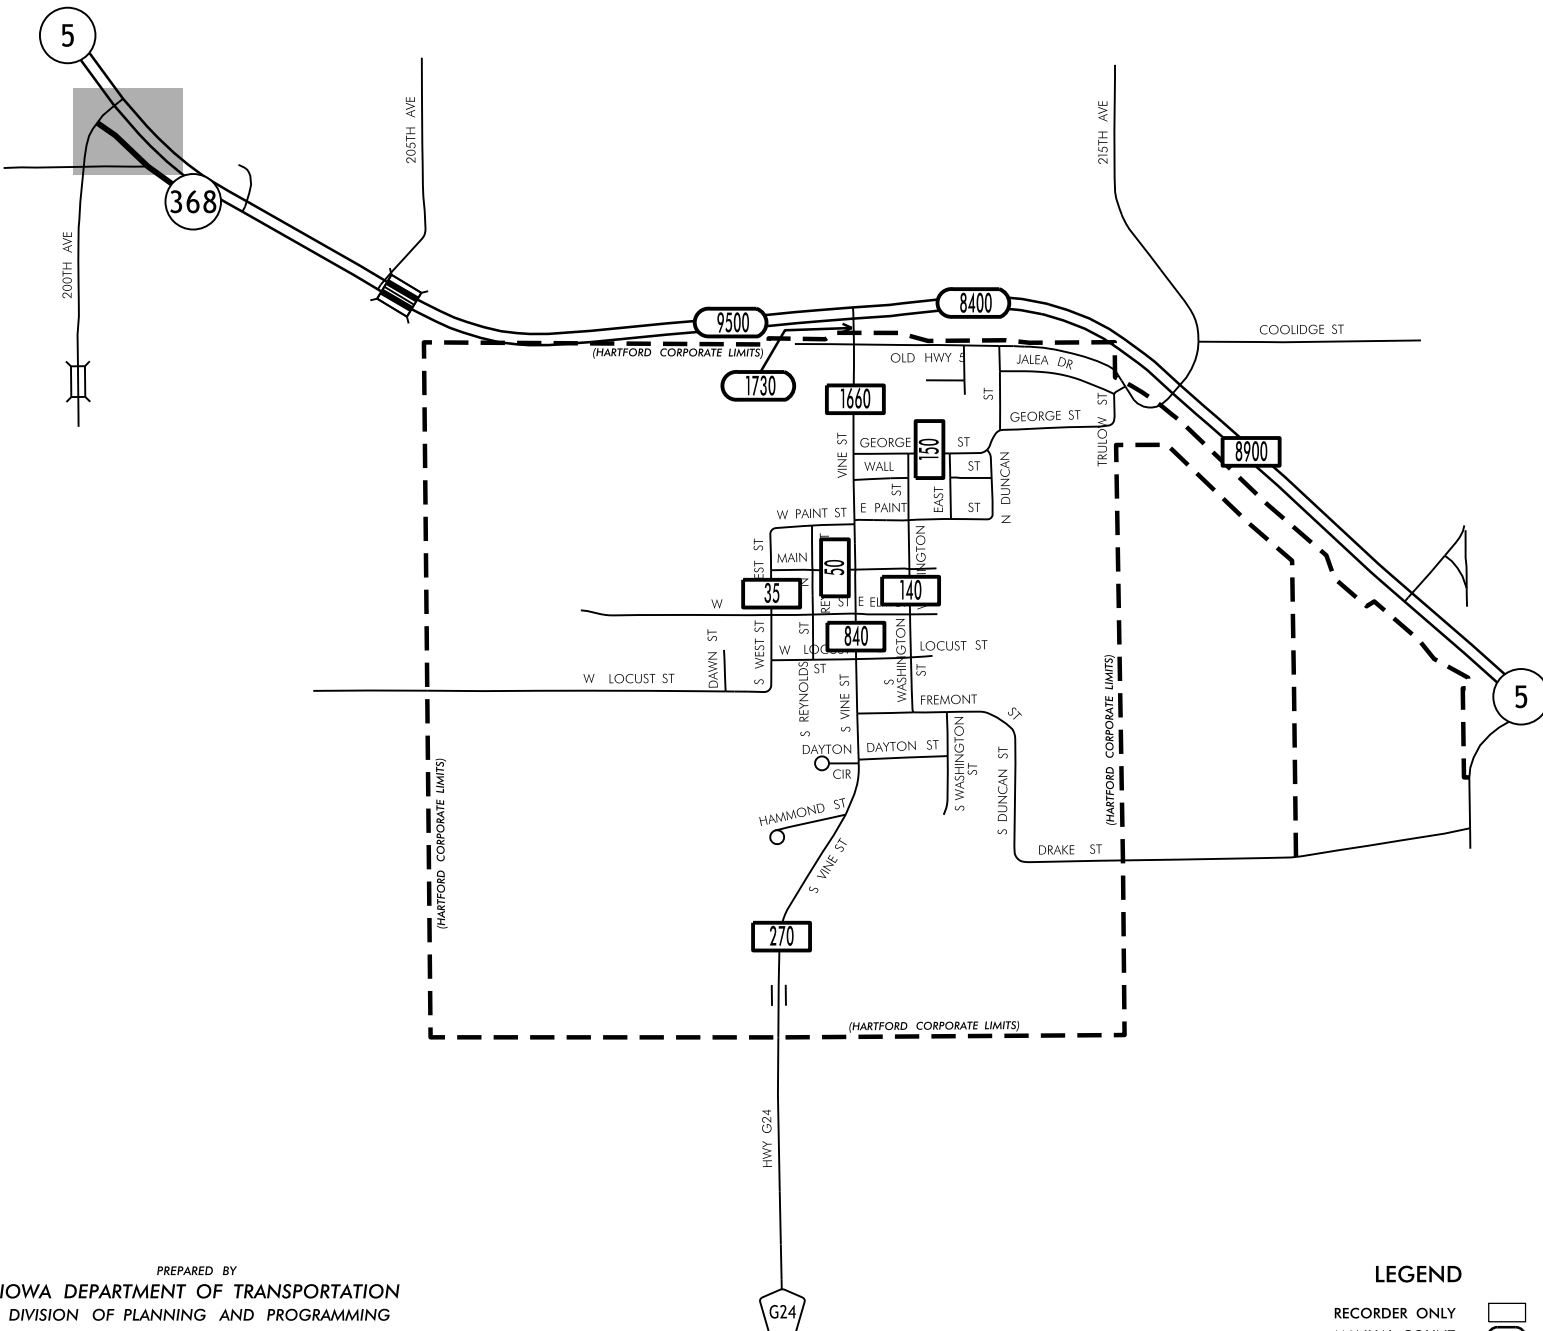 5
205TH AVE
215TH AVE
368
200TH AVE
8400
9500
COOLIDGE ST
(HARTFORD CORPORATE LIMITS)
OLD HWY 5
JALEA DR
1730
1660
ST
TRULOW ST
GEORGE ST
VINE ST
GEORGE ST
150
8900
WALL ST
ST
EAST
N DUNCAN
W PAINT ST
E PAINT ST
MAIN
50
35
140
W
ST
E
840
S WEST ST
ST
DAWN ST
W
ST
LOCUST ST
W LOCUST ST
S REYNOLDS
S VINE ST
S WASHINGTON ST
FREMONT ST
(HARTFORD CORPORATE LIMITS)
5
DAYTON CIR
DAYTON ST
S WASHINGTON ST
S DUNCAN ST
HAMMOND ST
(HARTFORD CORPORATE LIMITS)
S VINE ST
DRAKE ST
270
(HARTFORD CORPORATE LIMITS)
HWY G24
G24
PREPARED BY
IOWA DEPARTMENT OF TRANSPORTATION
DIVISION OF PLANNING AND PROGRAMMING
LEGEND
RECORDER ONLY